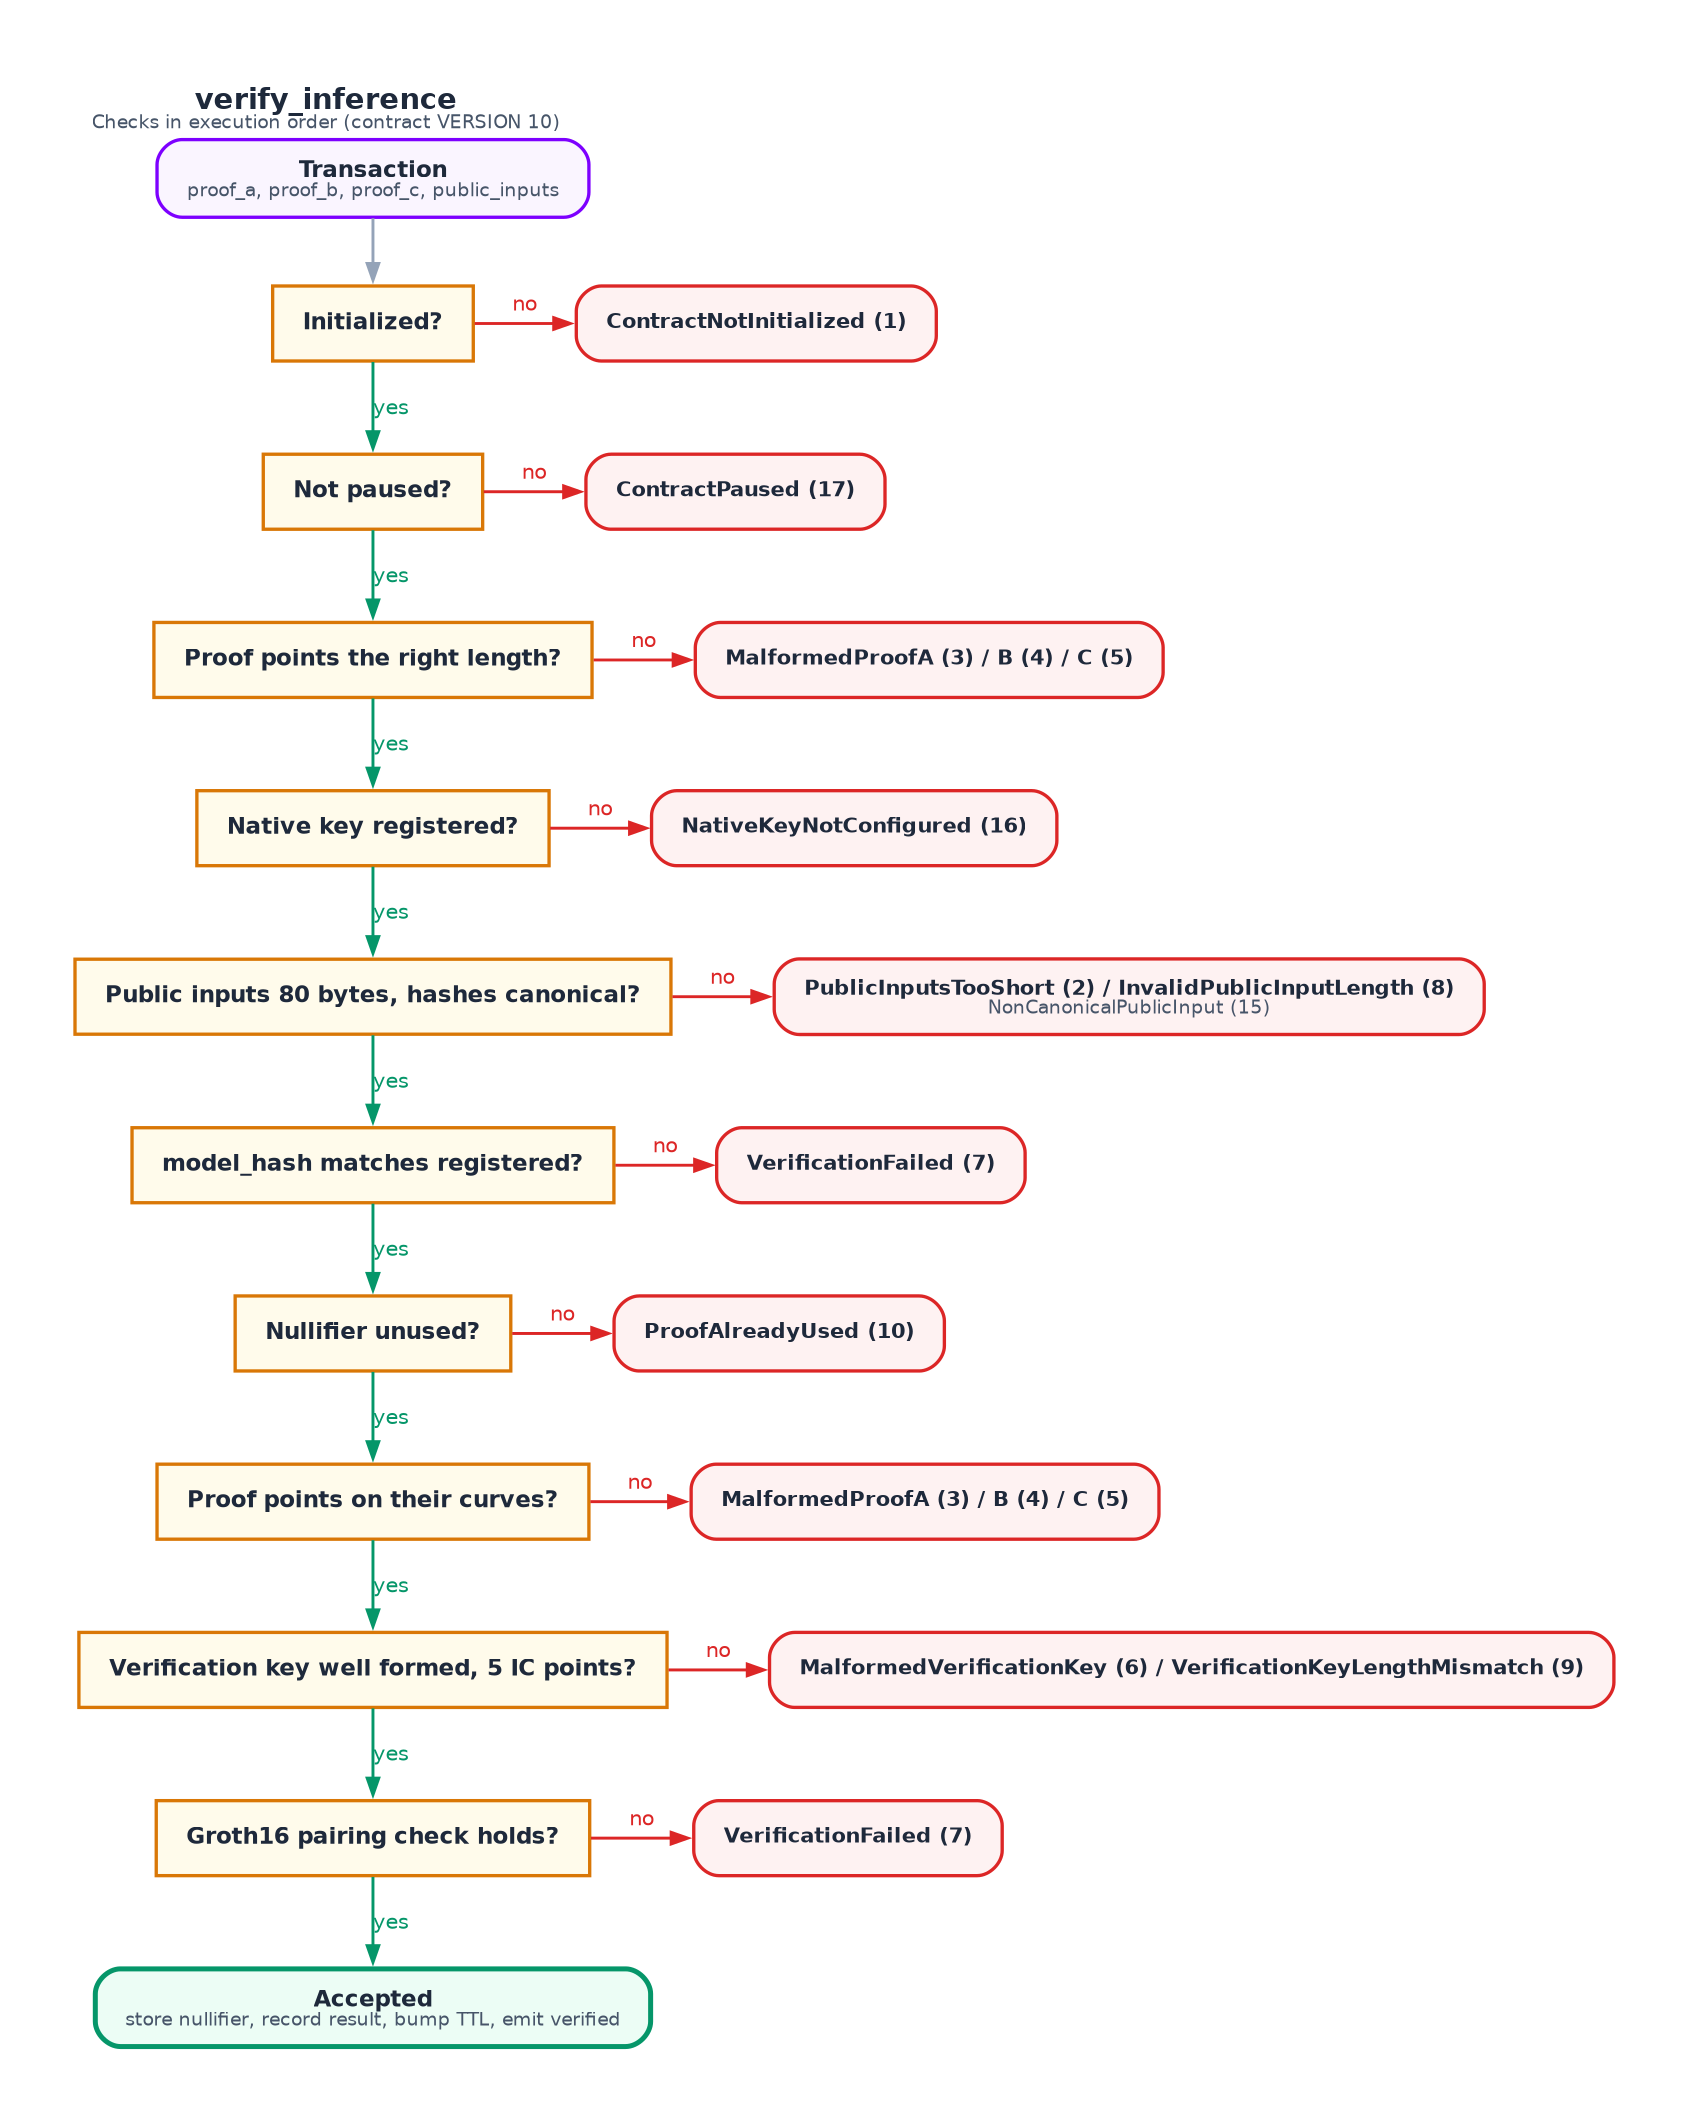 verify_inference
Checks in execution order (contract VERSION 10)
Transaction
proof_a, proof_b, proof_c, public_inputs
Initialized?
no
ContractNotInitialized (1)
yes
Not paused?
no
ContractPaused (17)
yes
Proof points the right length?
no
MalformedProofA (3) / B (4) / C (5)
yes
Native key registered?
no
NativeKeyNotConfigured (16)
yes
Public inputs 80 bytes, hashes canonical?
no
PublicInputsTooShort (2) / InvalidPublicInputLength (8)
NonCanonicalPublicInput (15)
yes
model_hash matches registered?
no
VerificationFailed (7)
yes
Nullifier unused?
no
ProofAlreadyUsed (10)
yes
Proof points on their curves?
no
MalformedProofA (3) / B (4) / C (5)
yes
Verification key well formed, 5 IC points?
no
MalformedVerificationKey (6) / VerificationKeyLengthMismatch (9)
yes
Groth16 pairing check holds?
no
VerificationFailed (7)
yes
Accepted
store nullifier, record result, bump TTL, emit verified